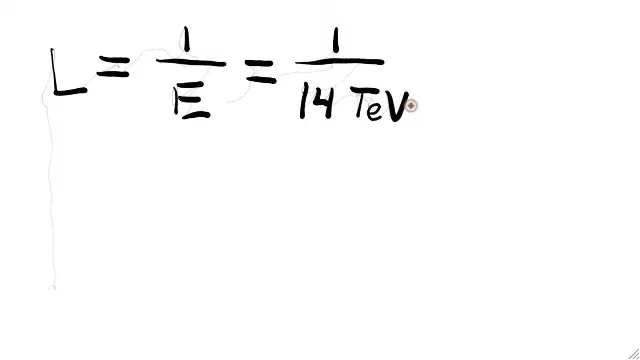 L = 1/E = 1/14 TeV